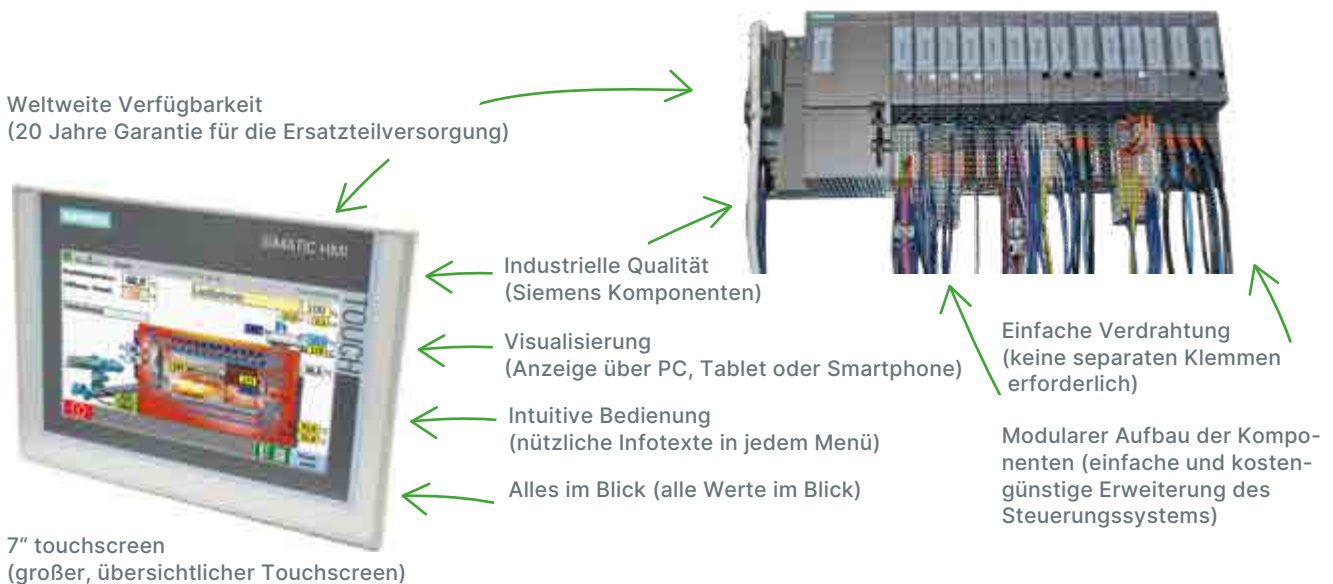 Weltweite Verfügbarkeit
(20 Jahre Garantie für die Ersatzteilversorgung)
SIEMENS
SIMATIC HMI
TOUCH
Industrielle Qualität
(Siemens Komponenten)
Visualisierung
(Anzeige über PC, Tablet oder Smartphone)
Intuitive Bedienung
(nützliche Infotexte in jedem Menü)
Alles im Blick (alle Werte im Blick)
7“ touchscreen
(großer, übersichtlicher Touchscreen)
Einfache Verdrahtung
(keine separaten Klemmen
erforderlich)
Modularer Aufbau der Kompo-
nenten (einfache und kosten-
günstige Erweiterung des
Steuerungssystems)